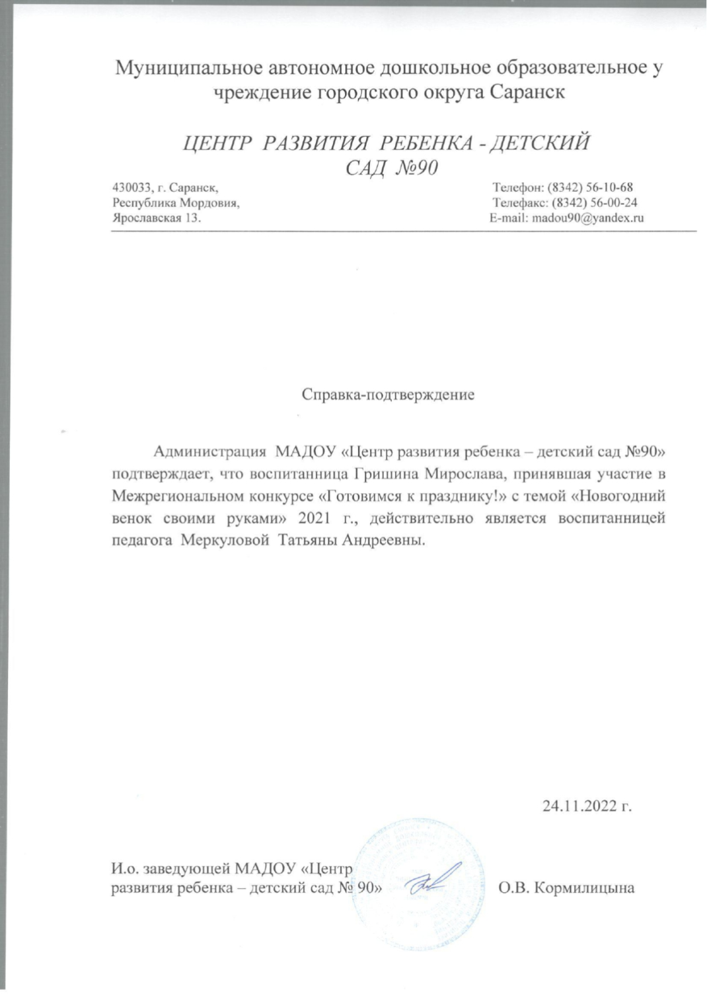 Муниципальное автономное дошкольное образовательное у
чреждение городского округа Саранск
ЦЕНТР РАЗВИТИЯ РЕБЕНКА - ДЕТСКИЙ
САД №90
430033, г. Саранск,
Республика Мордовия,
Ярославская 13.
Телефон: (8342) 56-10-68
Телефакс: (8342) 56-00-24
E-mail: madou90@yandex.ru
Справка-подтверждение
Администрация МАДОУ «Центр развития ребенка – детский сад №90»
подтверждает, что воспитанница Гришина Мирослава, принявшая участие в
Межрегиональном конкурсе «Готовимся к празднику!» с темой «Новогодний
венок своими руками» 2021 г., действительно является воспитанницей
педагога Меркуловой Татьяны Андреевны.
24.11.2022 г.
И.о. заведующей МАДОУ «Центр
развития ребенка – детский сад № 90»
О.В. Кормилицына